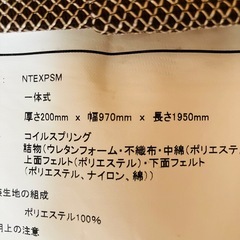 NTEXPSM
一体式
厚さ200mm x 幅970mm x 長さ1950mm
コイルスプリング
詰物(ウレタンフォーム・不織布・中綿(ポリエステ
上面フェルト(ポリエステル)・下面フェルト
(ポリエステル、ナイロン、綿))
生地の組成
ポリエステル100%
用上の注意